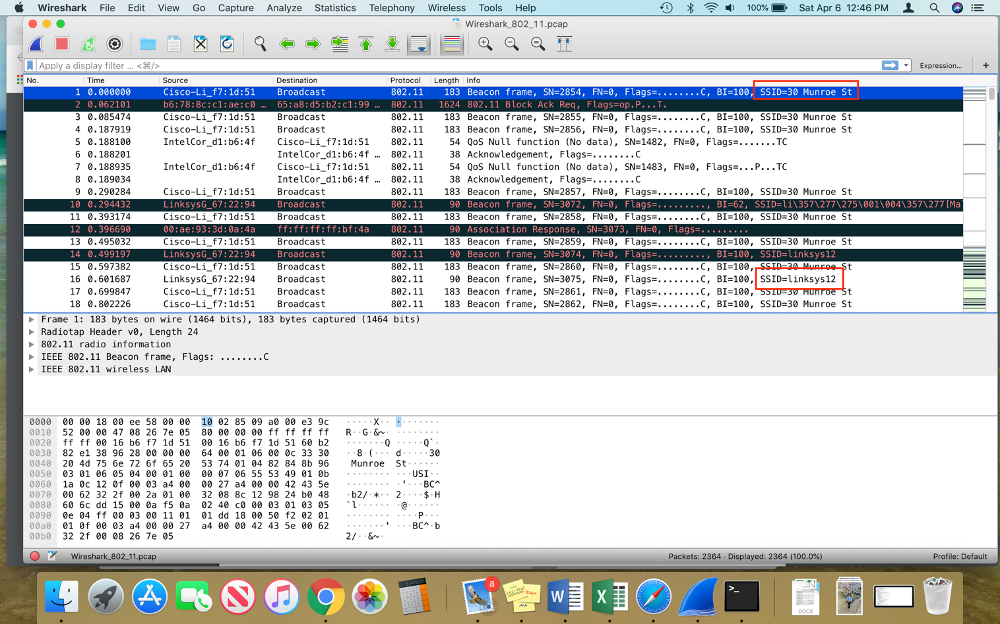 Wireshark File Edit View Go Capture Analyze Statistics Telephony Wireless Tools Help 100% Sat Apr 6 12:46 PM
Wireshark_802_11.pcap
Apply a display filter ... <⌘/> Expression... +
No. Time Source Destination Protocol Length Info
1 0.000000 Cisco-Li_f7:1d:51 Broadcast 802.11 183 Beacon frame, SN=2854, FN=0, Flags=........C, BI=100, SSID=30 Munroe St
2 0.062101 b6:78:8c:c1:ae:c0 … 65:a8:d5:b2:c1:99 … 802.11 1624 802.11 Block Ack Req, Flags=op.P...T.
3 0.085474 Cisco-Li_f7:1d:51 Broadcast 802.11 183 Beacon frame, SN=2855, FN=0, Flags=........C, BI=100, SSID=30 Munroe St
4 0.187919 Cisco-Li_f7:1d:51 Broadcast 802.11 183 Beacon frame, SN=2856, FN=0, Flags=........C, BI=100, SSID=30 Munroe St
5 0.188100 IntelCor_d1:b6:4f Cisco-Li_f7:1d:51 802.11 54 QoS Null function (No data), SN=1482, FN=0, Flags=.......TC
6 0.188201 IntelCor_d1:b6:4f … 802.11 38 Acknowledgement, Flags=........C
7 0.188935 IntelCor_d1:b6:4f Cisco-Li_f7:1d:51 802.11 54 QoS Null function (No data), SN=1483, FN=0, Flags=...P...TC
8 0.189034 IntelCor_d1:b6:4f … 802.11 38 Acknowledgement, Flags=........C
9 0.290284 Cisco-Li_f7:1d:51 Broadcast 802.11 183 Beacon frame, SN=2857, FN=0, Flags=........C, BI=100, SSID=30 Munroe St
10 0.294432 LinksysG_67:22:94 Broadcast 802.11 90 Beacon frame, SN=3072, FN=0, Flags=........., BI=62, SSID=li\357\277\275\001\004\357\277[Ma
11 0.393174 Cisco-Li_f7:1d:51 Broadcast 802.11 183 Beacon frame, SN=2858, FN=0, Flags=........C, BI=100, SSID=30 Munroe St
12 0.396690 00:ae:93:3d:0a:4a ff:ff:ff:ff:bf:4a 802.11 90 Association Response, SN=3073, FN=0, Flags=.........
13 0.495032 Cisco-Li_f7:1d:51 Broadcast 802.11 183 Beacon frame, SN=2859, FN=0, Flags=........C, BI=100, SSID=30 Munroe St
14 0.499197 LinksysG_67:22:94 Broadcast 802.11 90 Beacon frame, SN=3074, FN=0, Flags=........., BI=100, SSID=linksys12
15 0.597382 Cisco-Li_f7:1d:51 Broadcast 802.11 183 Beacon frame, SN=2860, FN=0, Flags=........C, BI=100, SSID=30 Munroe St
16 0.601687 LinksysG_67:22:94 Broadcast 802.11 90 Beacon frame, SN=3075, FN=0, Flags=........C, BI=100, SSID=linksys12
17 0.699847 Cisco-Li_f7:1d:51 Broadcast 802.11 183 Beacon frame, SN=2861, FN=0, Flags=........C, BI=100, SSID=30 Munroe St
18 0.802226 Cisco-Li_f7:1d:51 Broadcast 802.11 183 Beacon frame, SN=2862, FN=0, Flags=........C, BI=100, SSID=30 Munroe St
Frame 1: 183 bytes on wire (1464 bits), 183 bytes captured (1464 bits)
Radiotap Header v0, Length 24
802.11 radio information
IEEE 802.11 Beacon frame, Flags: ........C
IEEE 802.11 wireless LAN
0000 00 00 18 00 ee 58 00 00 10 02 85 09 a0 00 e3 9c ·····X·· ········
0010 52 00 00 47 08 26 7e 05 80 00 00 00 ff ff ff ff R··G·&~· ········
0020 ff ff 00 16 b6 f7 1d 51 00 16 b6 f7 1d 51 60 b2 ·······Q ·····Q`·
0030 82 e1 38 96 28 00 00 00 64 00 01 06 00 0c 33 30 ··8·(··· d·····30
0040 20 4d 75 6e 72 6f 65 20 53 74 01 04 82 84 8b 96 Munroe St······
0050 03 01 06 05 04 00 01 00 00 07 06 55 53 49 01 0b ········ ···USI··
0060 1a 0c 12 0f 00 03 a4 00 00 27 a4 00 00 42 43 5e ········ ·'···BC^
0070 00 62 32 2f 00 2a 01 00 32 08 8c 12 98 24 b0 48 ·b2/·*·· 2····$·H
0080 60 6c dd 15 00 0a f5 0a 02 40 c0 00 03 01 03 05 `l······ ·@······
0090 0e 04 ff 00 03 00 11 01 01 dd 18 00 50 f2 02 01 ········ ····P···
00a0 01 0f 00 03 a4 00 00 27 a4 00 00 42 43 5e 00 62 ·······' ···BC^·b
00b0 32 2f 00 08 26 7e 05 2/··&~·
Wireshark_802_11.pcap Packets: 2364 · Displayed: 2364 (100.0%) Profile: Default
8
W
X
>_
DOCX